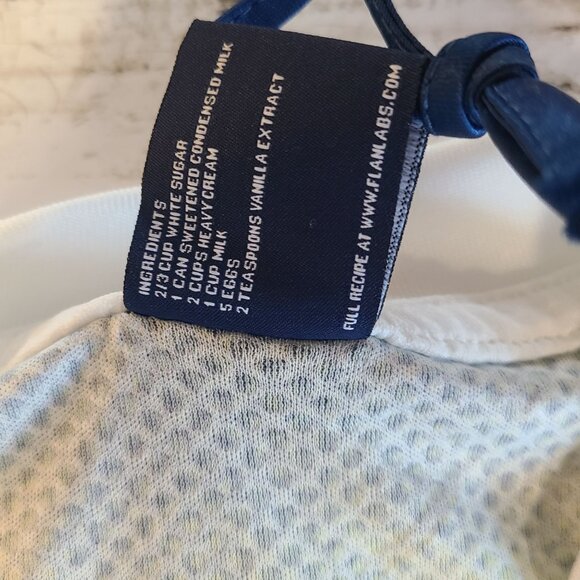 INGREDIENTS
2/3 CUP WHITE SUGAR
1 CAN SWEETENED CONDENSED MILK
2 CUPS HEAVY CREAM
1 CUP MILK
5 EGGS
2 TEASPOONS VANILLA EXTRACT
FULL RECIPE AT WWW.FLANLABS.COM